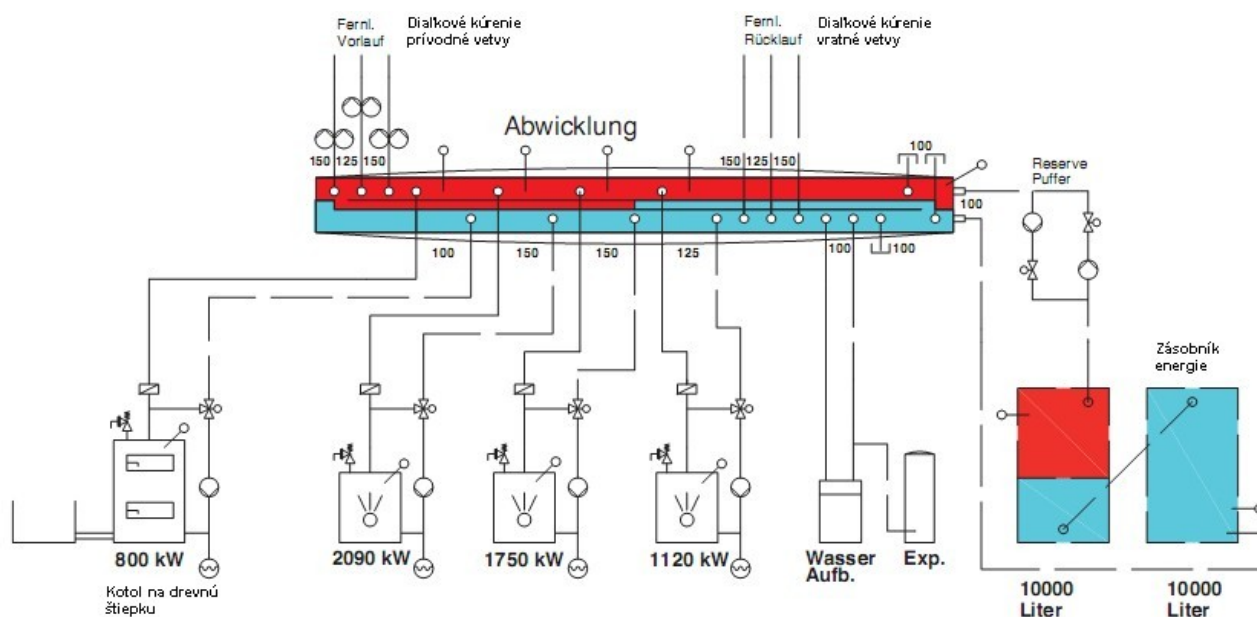 Fernl.
Vorlauf
Diaľkové kúrenie
prívodné vetvy
Fernl.
Rücklauf
Diaľkové kúrenie
vratné vetvy
Abwicklung
150 125 150
150 125 150
100
Reserve
Puffer
100
100
150
150
125
100
100
Zásobník
energie
800 kW
2090 kW
1750 kW
1120 kW
Wasser
Aufb.
Exp.
Kotol na drevnú
štiepku
10000
Liter
10000
Liter